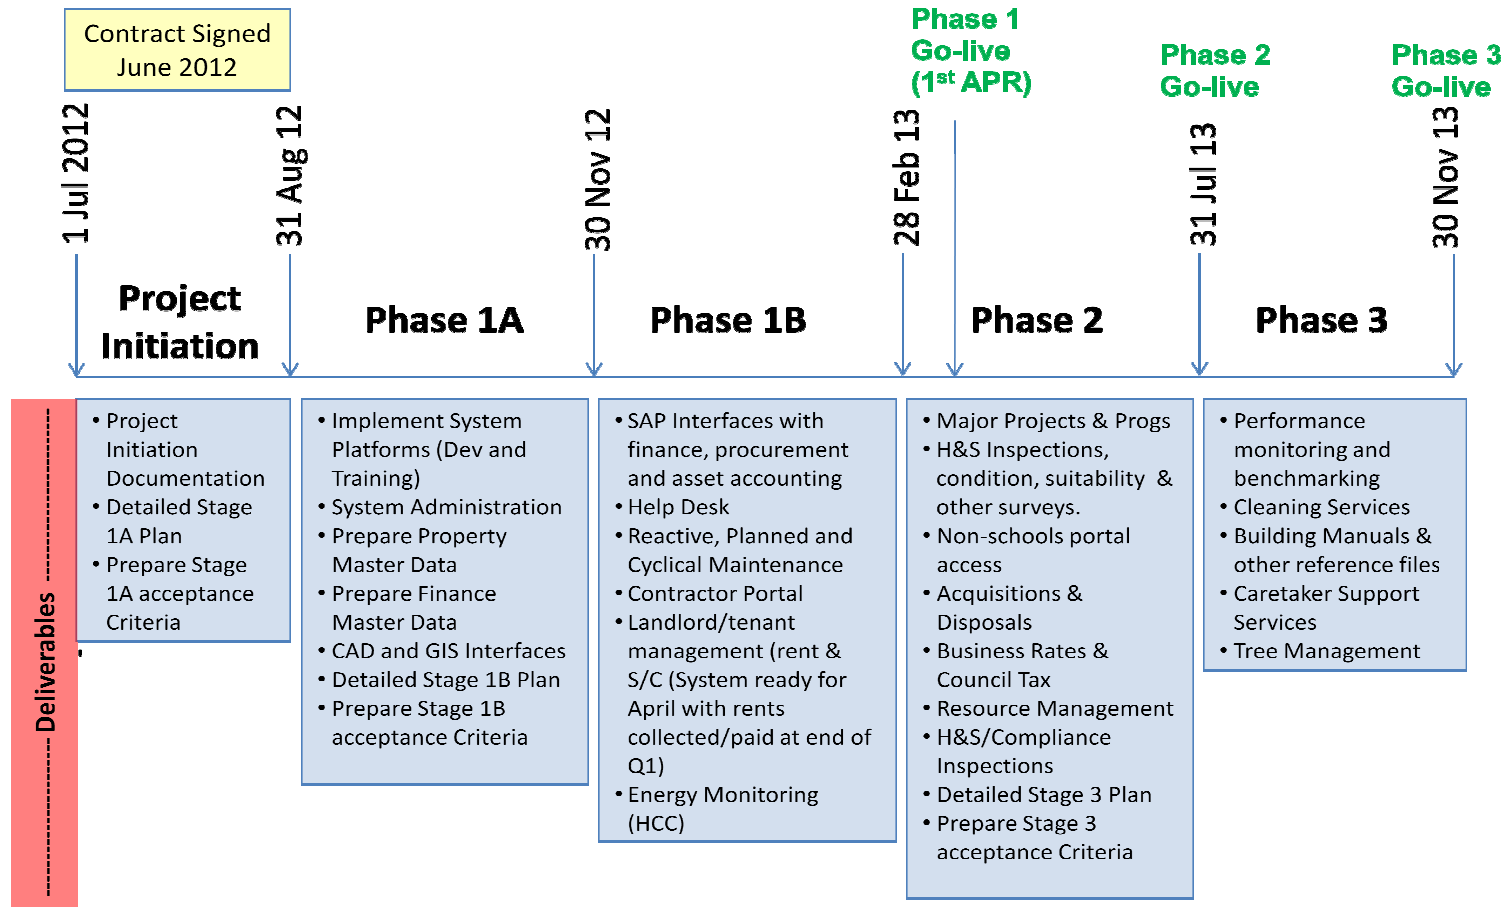 Contract Signed
June 2012
Phase 1
Go-live
(1st APR)
Phase 2
Go-live
Phase 3
Go-live
1 Jul 2012
31 Aug 12
30 Nov 12
28 Feb 13
31 Jul 13
30 Nov 13
Project
Initiation
Phase 1A
Phase 1B
Phase 2
Phase 3
Deliverables
• Project
Initiation
Documentation
• Detailed Stage
1A Plan
• Prepare Stage
1A acceptance
Criteria
• Implement System
Platforms (Dev and
Training)
• System Administration
• Prepare Property
Master Data
• Prepare Finance
Master Data
• CAD and GIS Interfaces
• Detailed Stage 1B Plan
• Prepare Stage 1B
acceptance Criteria
• SAP Interfaces with
finance, procurement
and asset accounting
• Help Desk
• Reactive, Planned and
Cyclical Maintenance
• Contractor Portal
• Landlord/tenant
management (rent &
S/C (System ready for
April with rents
collected/paid at end of
Q1)
• Energy Monitoring
(HCC)
• Major Projects & Progs
• H&S Inspections,
condition, suitability &
other surveys.
• Non-schools portal
access
• Acquisitions &
Disposals
• Business Rates &
Council Tax
• Resource Management
• H&S/Compliance
Inspections
• Detailed Stage 3 Plan
• Prepare Stage 3
acceptance Criteria
• Performance
monitoring and
benchmarking
• Cleaning Services
• Building Manuals &
other reference files
• Caretaker Support
Services
• Tree Management